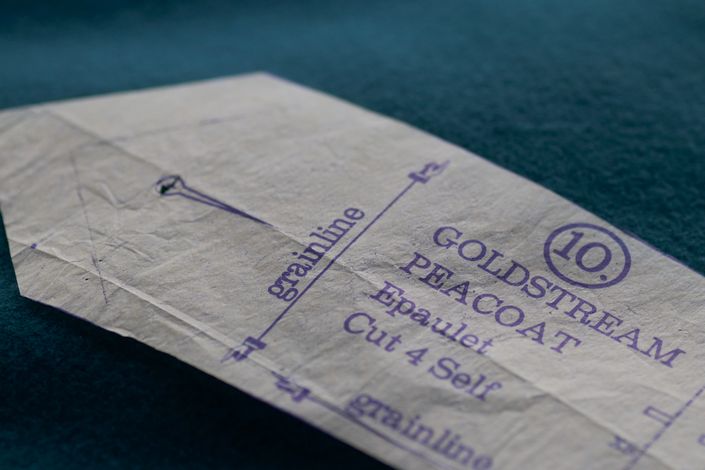 10.
GOLDSTREAM
PEACOAT
Epaulet
Cut 4 Self
grainline
grainline